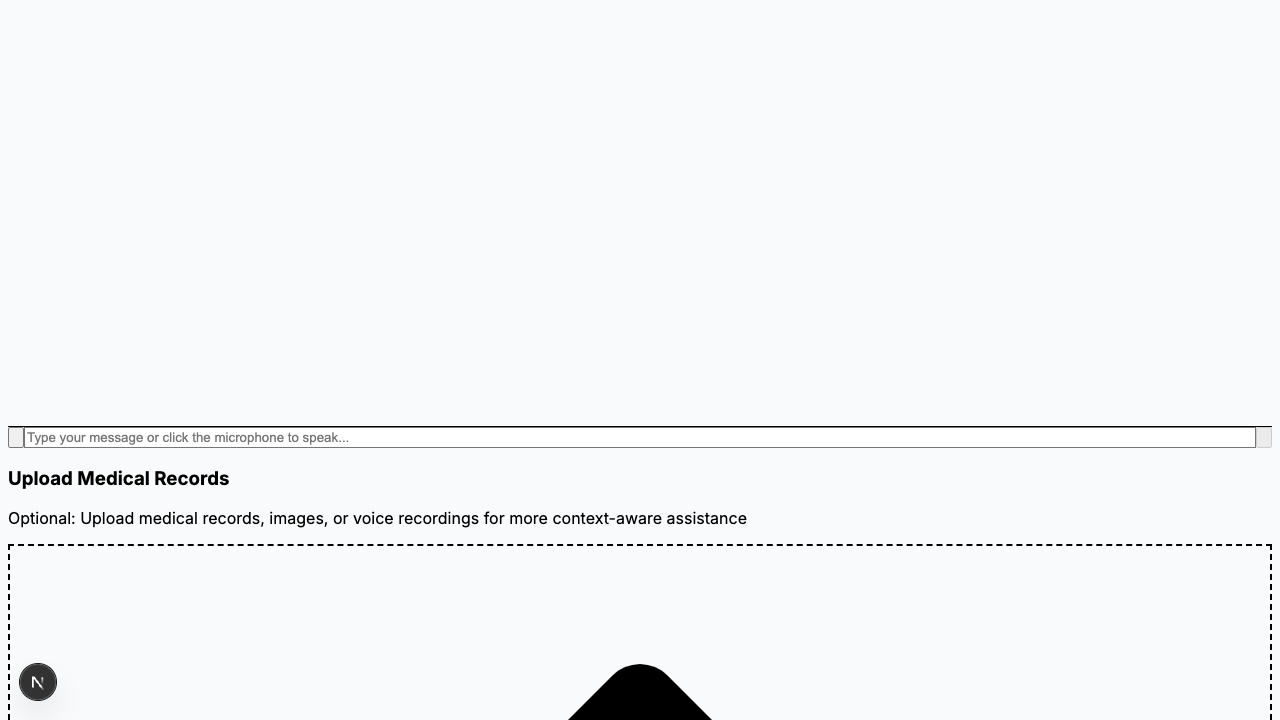 Type your message or click the microphone to speak...
Upload Medical Records
Optional: Upload medical records, images, or voice recordings for more context-aware assistance
N